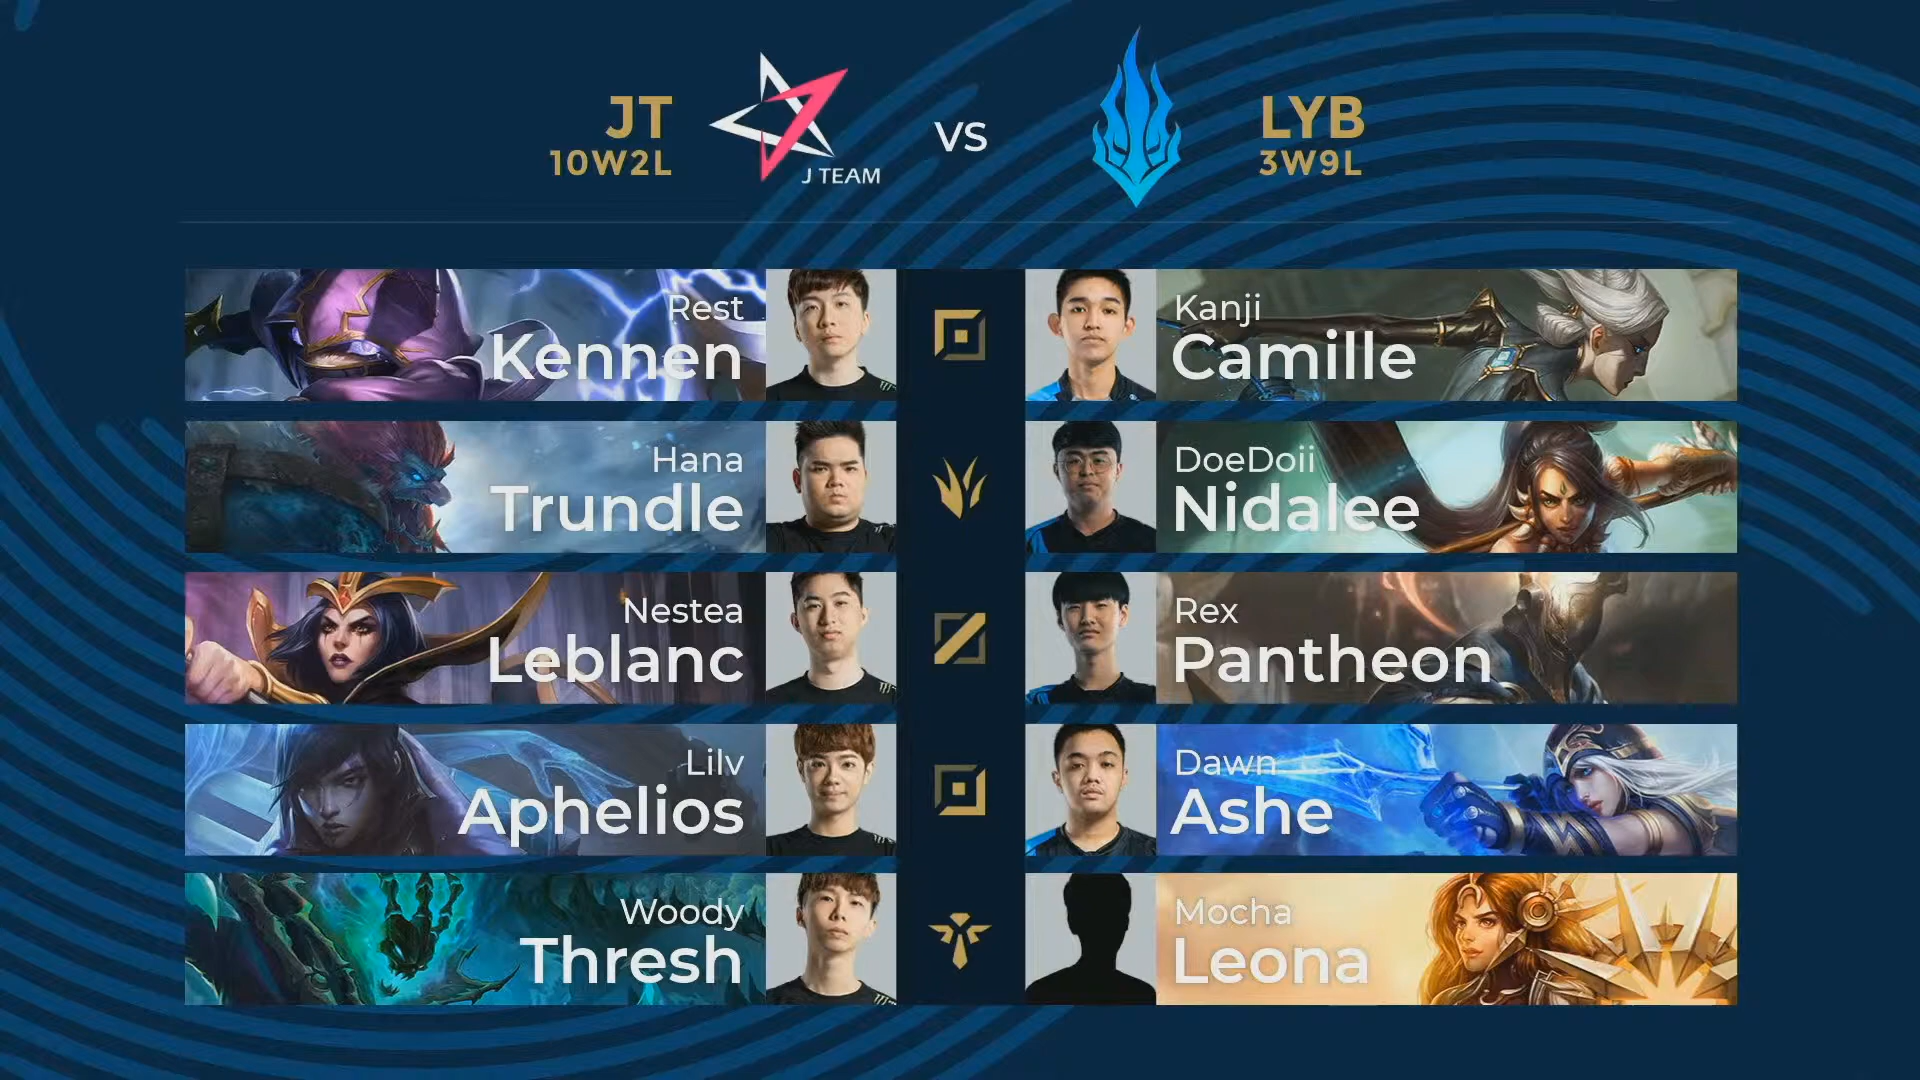 JT
10W2L
J TEAM
VS
LYB
3W9L
Rest
Kennen
Kanji
Camille
Hana
Trundle
DoeDoii
Nidalee
Nestea
Leblanc
Rex
Pantheon
Lilv
Aphelios
Dawn
Ashe
Woody
Thresh
Mocha
Leona